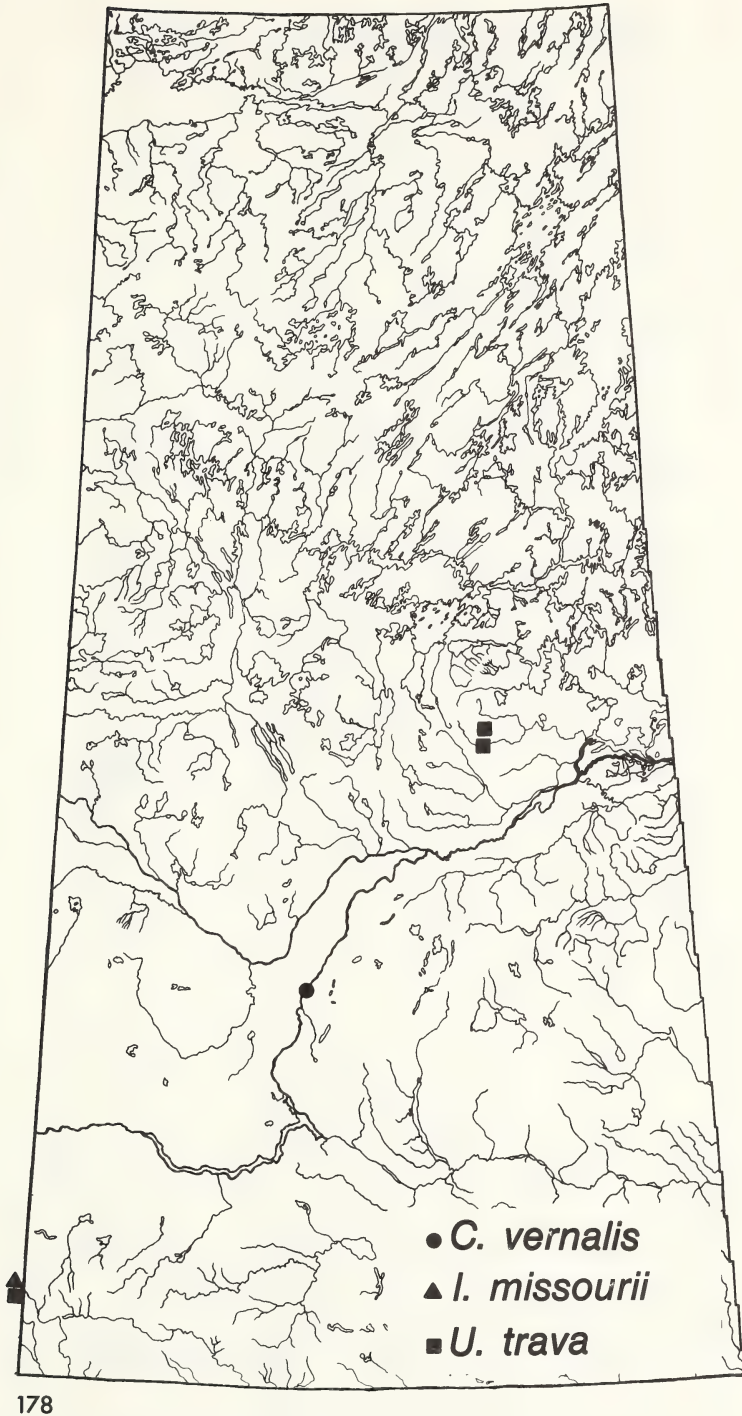 ● C. vernalis
▲ I. missourii
■ U. trava
178